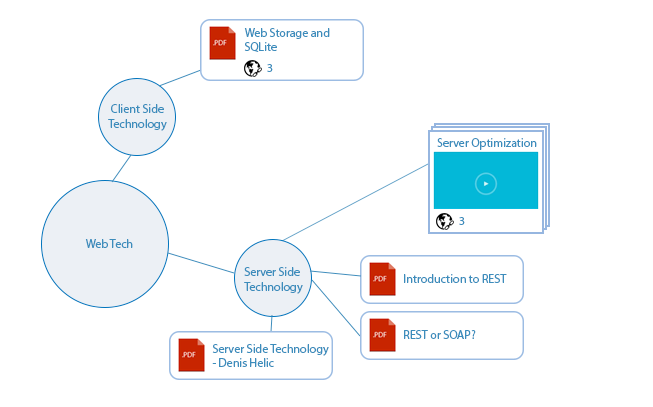 .PDF
Web Storage and
SQLite
3
Client Side
Technology
Server Optimization
3
Web Tech
Server Side
Technology
.PDF
Introduction to REST
.PDF
REST or SOAP?
.PDF
Server Side Technology
- Denis Helic